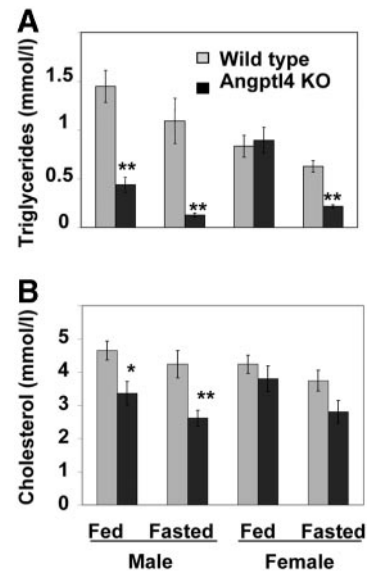 A
Triglycerides (mmol/l)
1.5
1
0.5
0
Wild type
Angptl4 KO
**
**
**
B
Cholesterol (mmol/l)
5
4
3
2
1
0
*
**
Fed Fasted Fed Fasted
Male Female